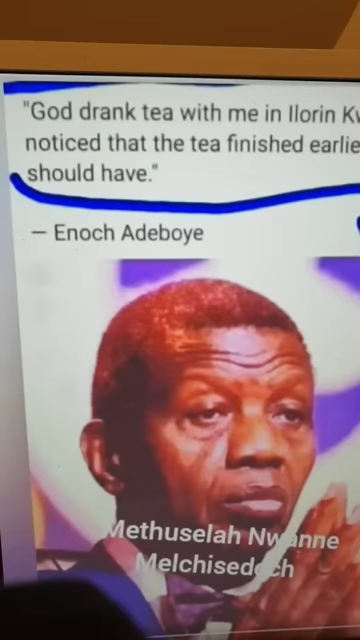 "God drank tea with me in Ilorin
noticed that the tea finished
should have."
— Enoch Adeboye
Methuselah Nwanne
Melchisedech